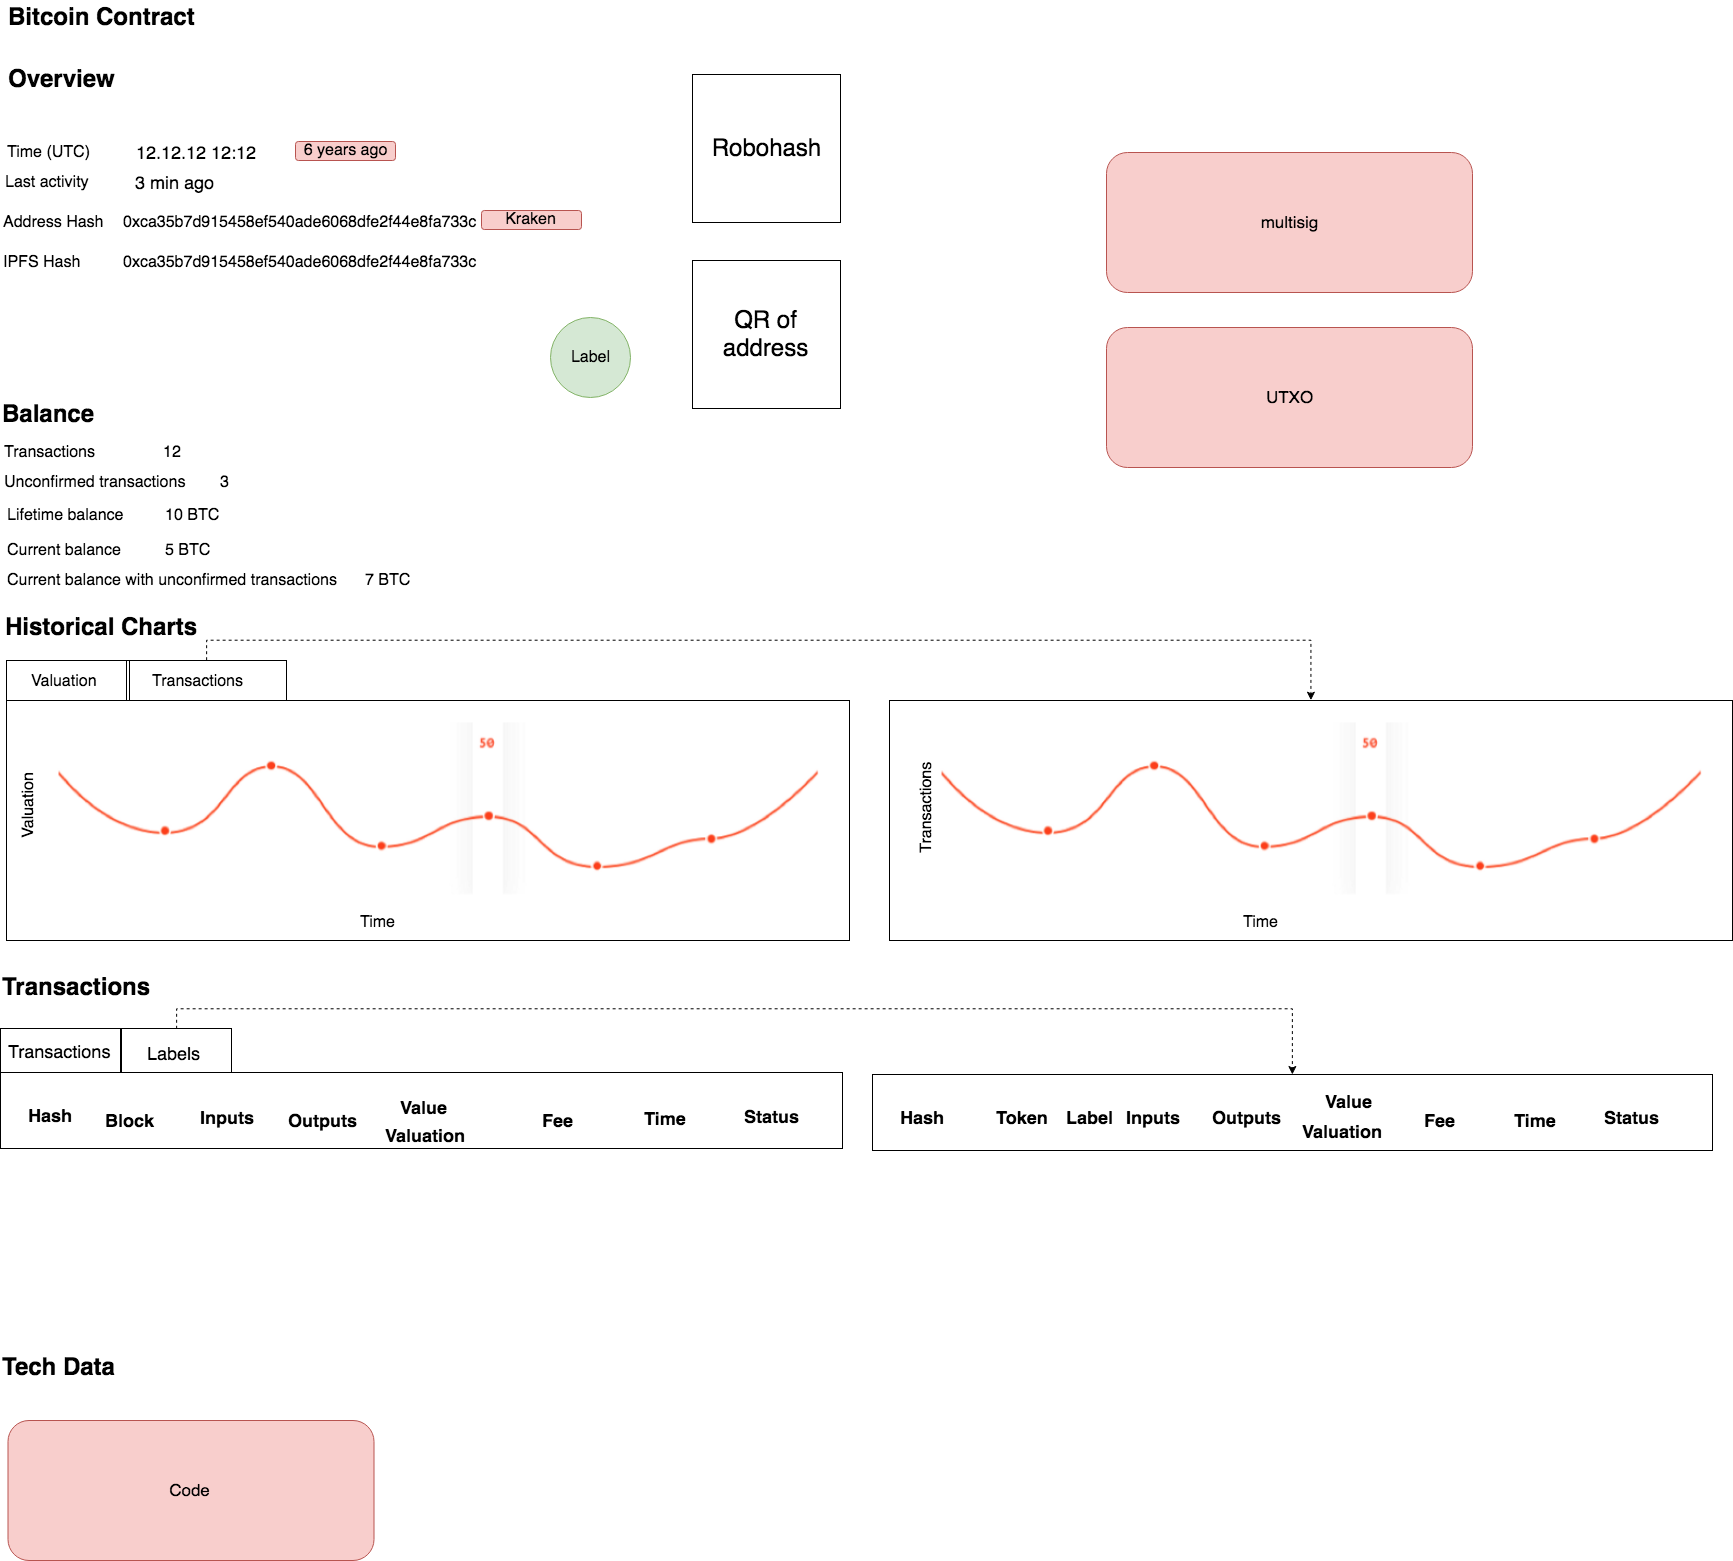 Bitcoin Contract
Overview
Time (UTC) 12.12.12 12:12 6 years ago
Last activity 3 min ago
Address Hash 0xca35b7d915458ef540ade6068dfe2f44e8fa733c Kraken
IPFS Hash 0xca35b7d915458ef540ade6068dfe2f44e8fa733c
Robohash
QR of
address
Label
multisig
UTXO
Balance
Transactions 12
Unconfirmed transactions 3
Lifetime balance 10 BTC
Current balance 5 BTC
Current balance with unconfirmed transactions 7 BTC
Historical Charts
Valuation Transactions
50
Valuation
Time
50
Transactions
Time
Transactions
Transactions Labels
Hash Block Inputs Outputs Value Valuation Fee Time Status
Hash Token Label Inputs Outputs Value Valuation Fee Time Status
Tech Data
Code